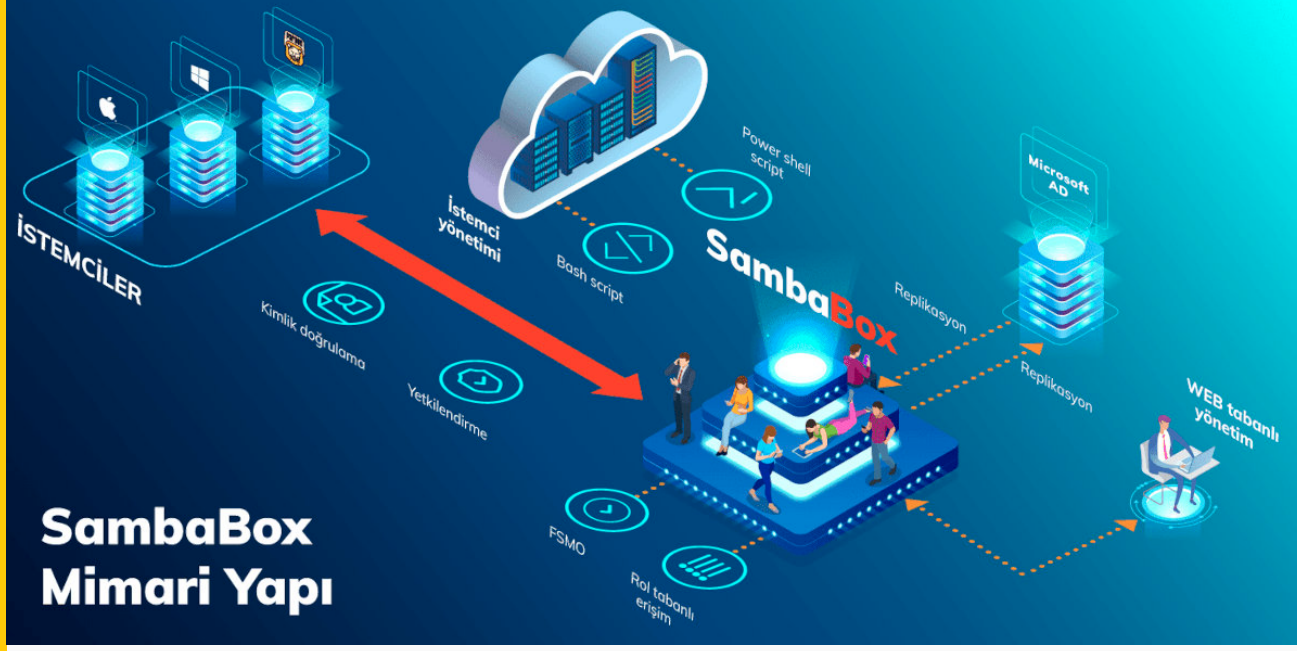 İSTEMCİLER
İstemci
yönetimi
Power shell
script
Bash script
Microsoft
AD
SambaBox
Replikasyon
Replikasyon
Kimlik doğrulama
Yetkilendirme
WEB tabanlı
yönetim
FSMO
Rol tabanlı
erişim
SambaBox
Mimari Yapı